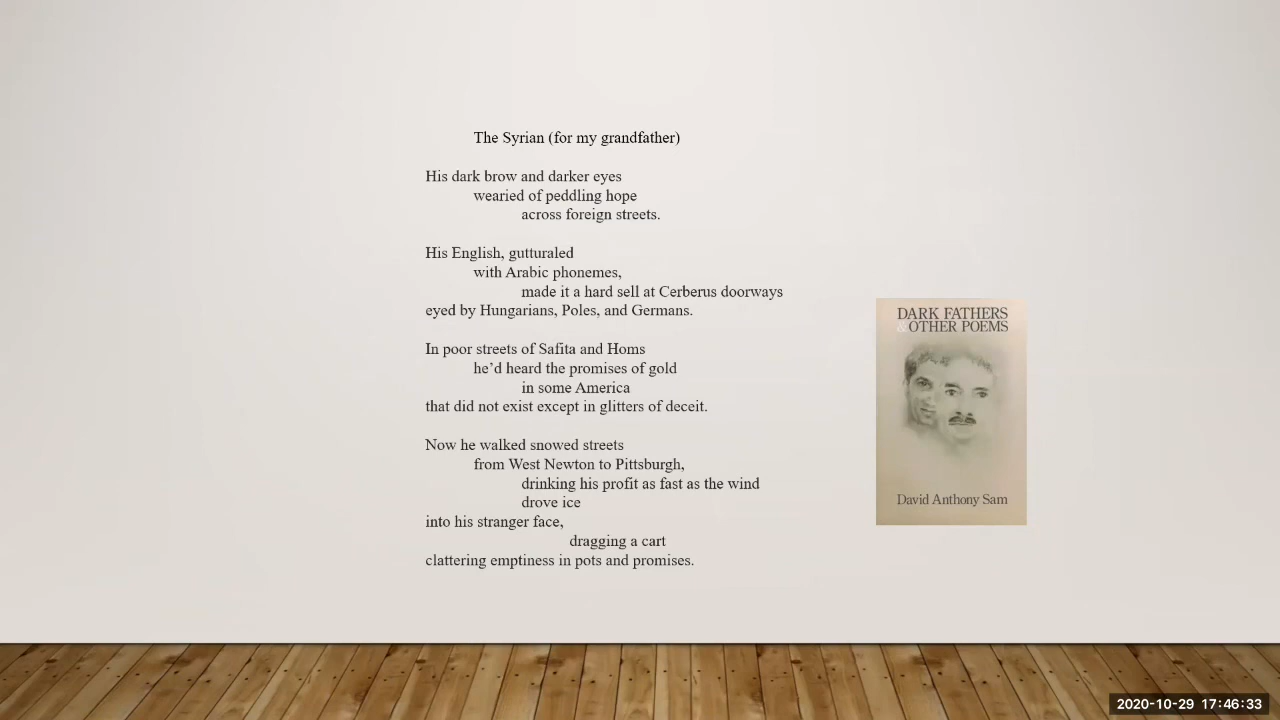 The Syrian (for my grandfather)
His dark brow and darker eyes
wearied of peddling hope
across foreign streets.
His English, gutturaled
with Arabic phonemes,
made it a hard sell at Cerberus doorways
eyed by Hungarians, Poles, and Germans.
In poor streets of Safita and Homs
he’d heard the promises of gold
in some America
that did not exist except in glitters of deceit.
Now he walked snowed streets
from West Newton to Pittsburgh,
drinking his profit as fast as the wind
drove ice
into his stranger face,
dragging a cart
clattering emptiness in pots and promises.
DARK FATHERS
& OTHER POEMS
David Anthony Sam
2020-10-29 17:46:33